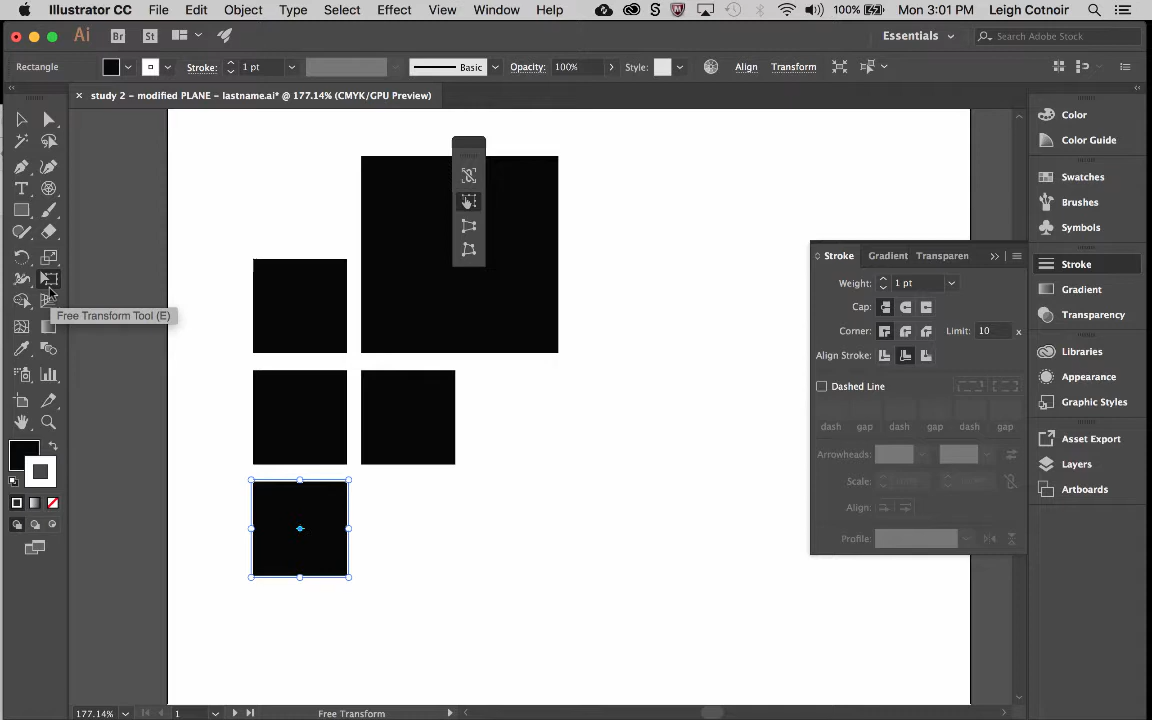 Illustrator CC File Edit Object Type Select Effect View Window Help 100% Mon 3:01 PM Leigh Cotnoir
Ai Br St Essentials Search Adobe Stock
Rectangle Stroke: 1 pt Basic Opacity: 100% Style: Align Transform
× study 2 – modified PLANE – lastname.ai* @ 177.14% (CMYK/GPU Preview)
Color
Color Guide
Swatches
Brushes
Symbols
Stroke
Gradient
Transparency
Libraries
Appearance
Graphic Styles
Asset Export
Layers
Artboards
Stroke Gradient Transparen
Weight: 1 pt
Cap:
Corner: Limit: 10 x
Align Stroke:
Dashed Line
dash gap dash gap dash gap
Arrowheads:
Scale:
Align:
Profile:
Free Transform Tool (E)
177.14% 1 Free Transform